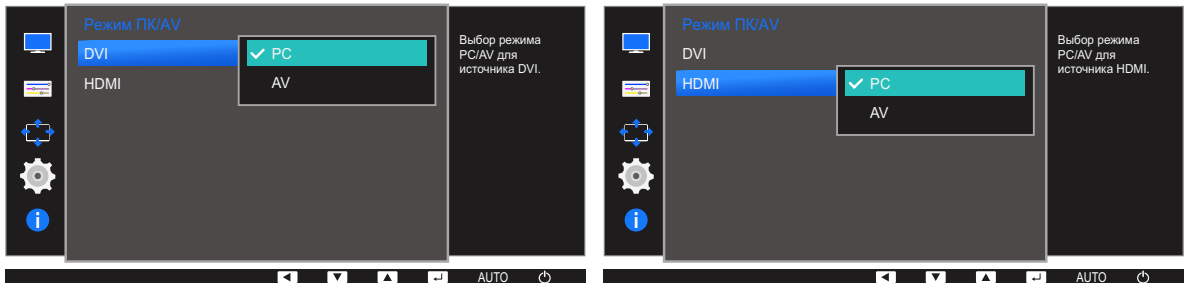 Режим ПК/AV
DVI
PC
HDMI
AV
Выбор режима
PC/AV для
источника DVI.
AUTO
Режим ПК/AV
DVI
HDMI
PC
AV
Выбор режима
PC/AV для
источника HDMI.
AUTO